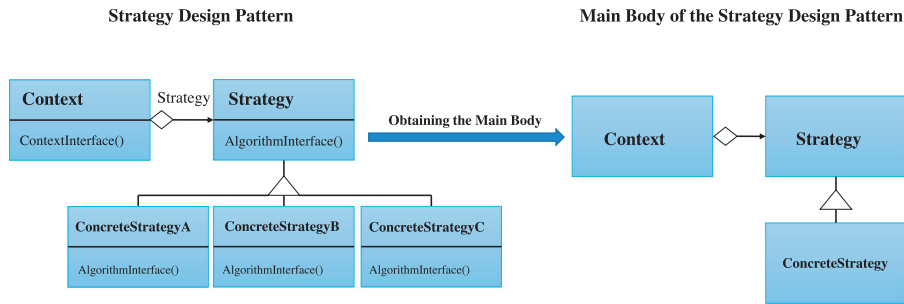 Strategy Design Pattern
Main Body of the Strategy Design Pattern
Context
Strategy
Strategy
ContextInterface()
AlgorithmInterface()
Obtaining the Main Body
Context
Strategy
ConcreteStrategyA
ConcreteStrategyB
ConcreteStrategyC
AlgorithmInterface()
AlgorithmInterface()
AlgorithmInterface()
ConcreteStrategy